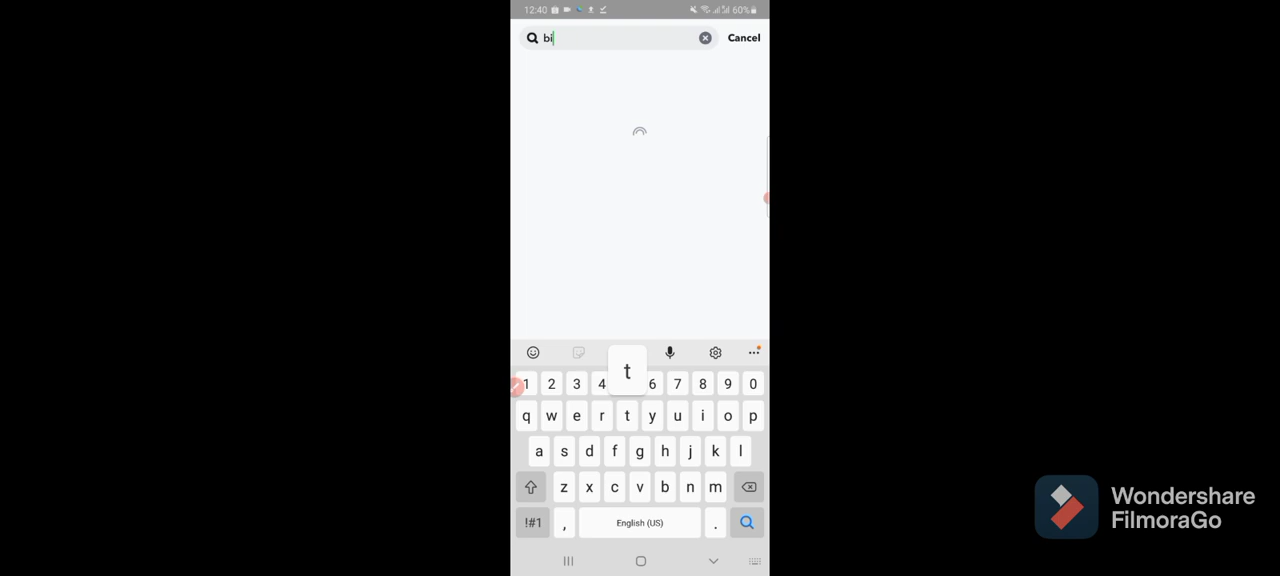 12:40 60%
bi Cancel
t
1 2 3 4 6 7 8 9 0
q w e r t y u i o p
a s d f g h j k l
z x c v b n m
!#1 , English (US) .
Wondershare
FilmoraGo